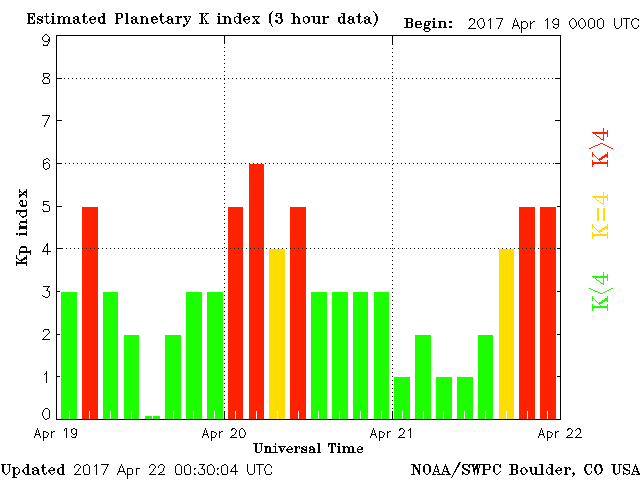 Estimated Planetary K index (3 hour data)
Begin: 2017 Apr 19 0000 UTC
9
8
7
6
5
4
3
2
1
0
Kp index
K>4
K=4
K<4
Apr 19
Apr 20
Apr 21
Apr 22
Universal Time
Updated 2017 Apr 22 00:30:04 UTC
NOAA/SWPC Boulder, CO USA